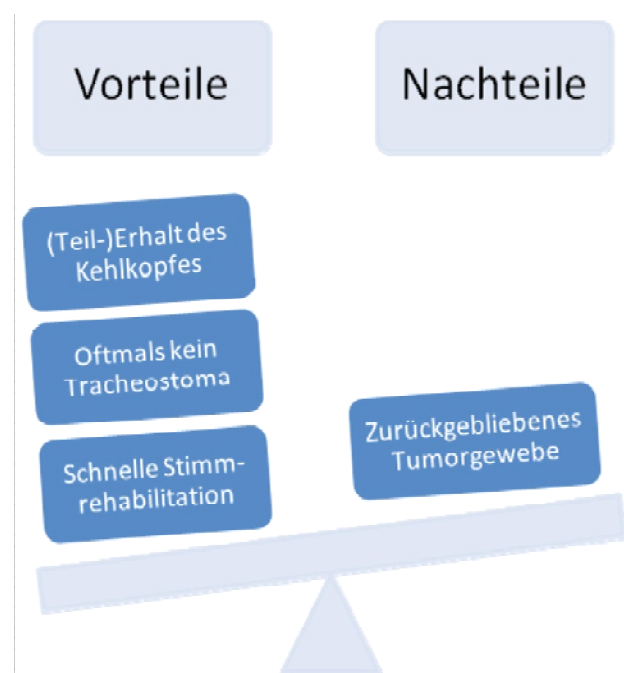 Vorteile
Nachteile
(Teil-)Erhalt des
Kehlkopfes
Oftmals kein
Tracheostoma
Schnelle Stimm-
rehabilitation
Zurückgebliebenes
Tumorgewebe